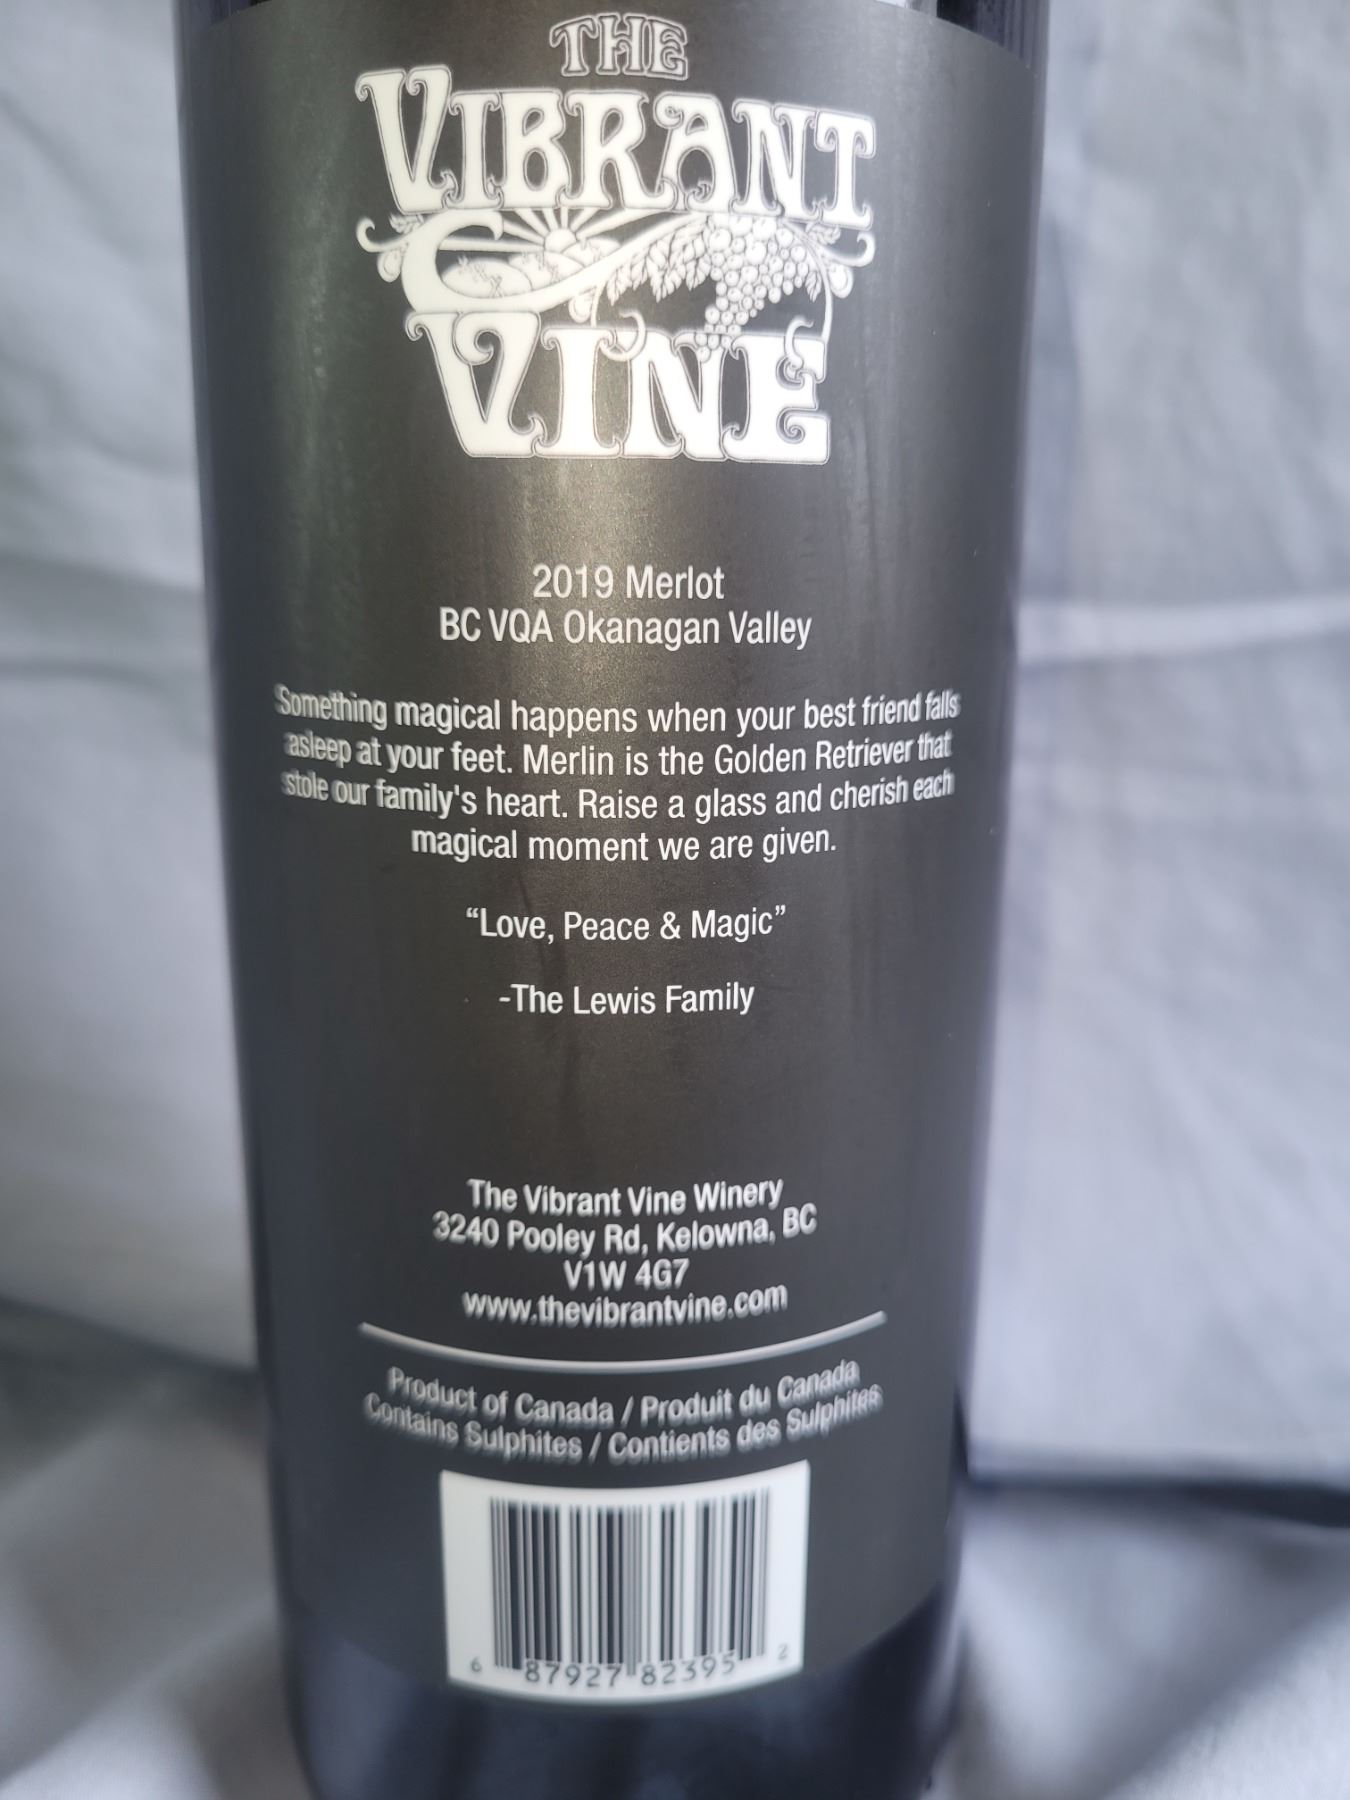 THE
VIBRANT
VINE
2019 Merlot
BC VQA Okanagan Valley
Something magical happens when your best friend falls
asleep at your feet. Merlin is the Golden Retriever that
stole our family's heart. Raise a glass and cherish each
magical moment we are given.
“Love, Peace & Magic”
-The Lewis Family
The Vibrant Vine Winery
3240 Pooley Rd, Kelowna, BC
V1W 4G7
www.thevibrantvine.com
Product of Canada / Produit du Canada
Contains Sulphites / Contients des Sulphites
6 87927 82395 2